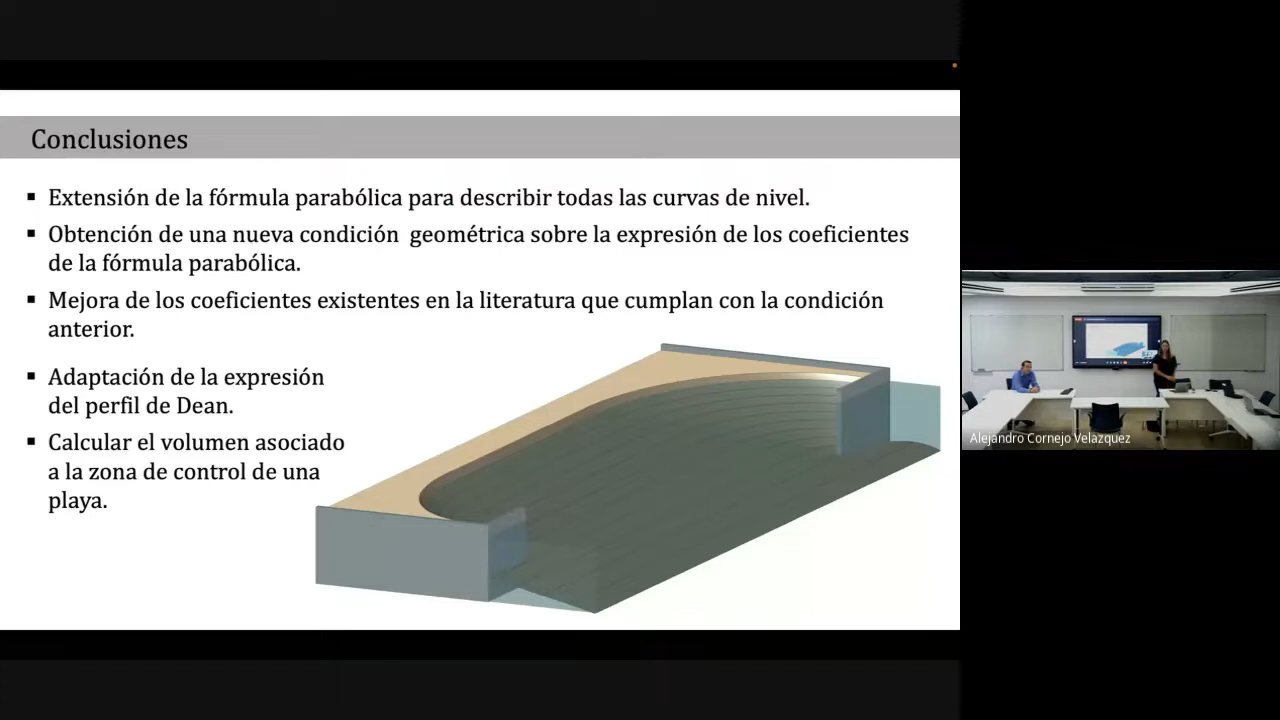 Conclusiones
▪ Extensión de la fórmula parabólica para describir todas las curvas de nivel.
▪ Obtención de una nueva condición  geométrica sobre la expresión de los coeficientes
de la fórmula parabólica.
▪ Mejora de los coeficientes existentes en la literatura que cumplan con la condición
anterior.
▪ Adaptación de la expresión
del perfil de Dean.
▪ Calcular el volumen asociado
a la zona de control de una
playa.
Alejandro Cornejo Velazquez